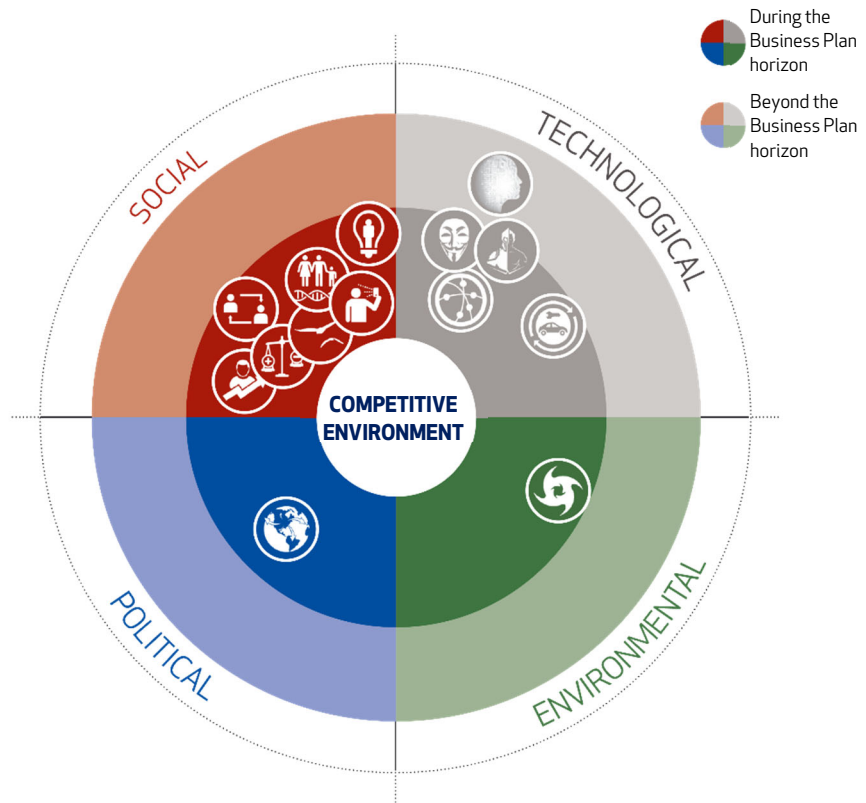 During the
Business Plan
horizon
Beyond the
Business Plan
horizon
SOCIAL
TECHNOLOGICAL
COMPETITIVE
ENVIRONMENT
POLITICAL
ENVIRONMENTAL